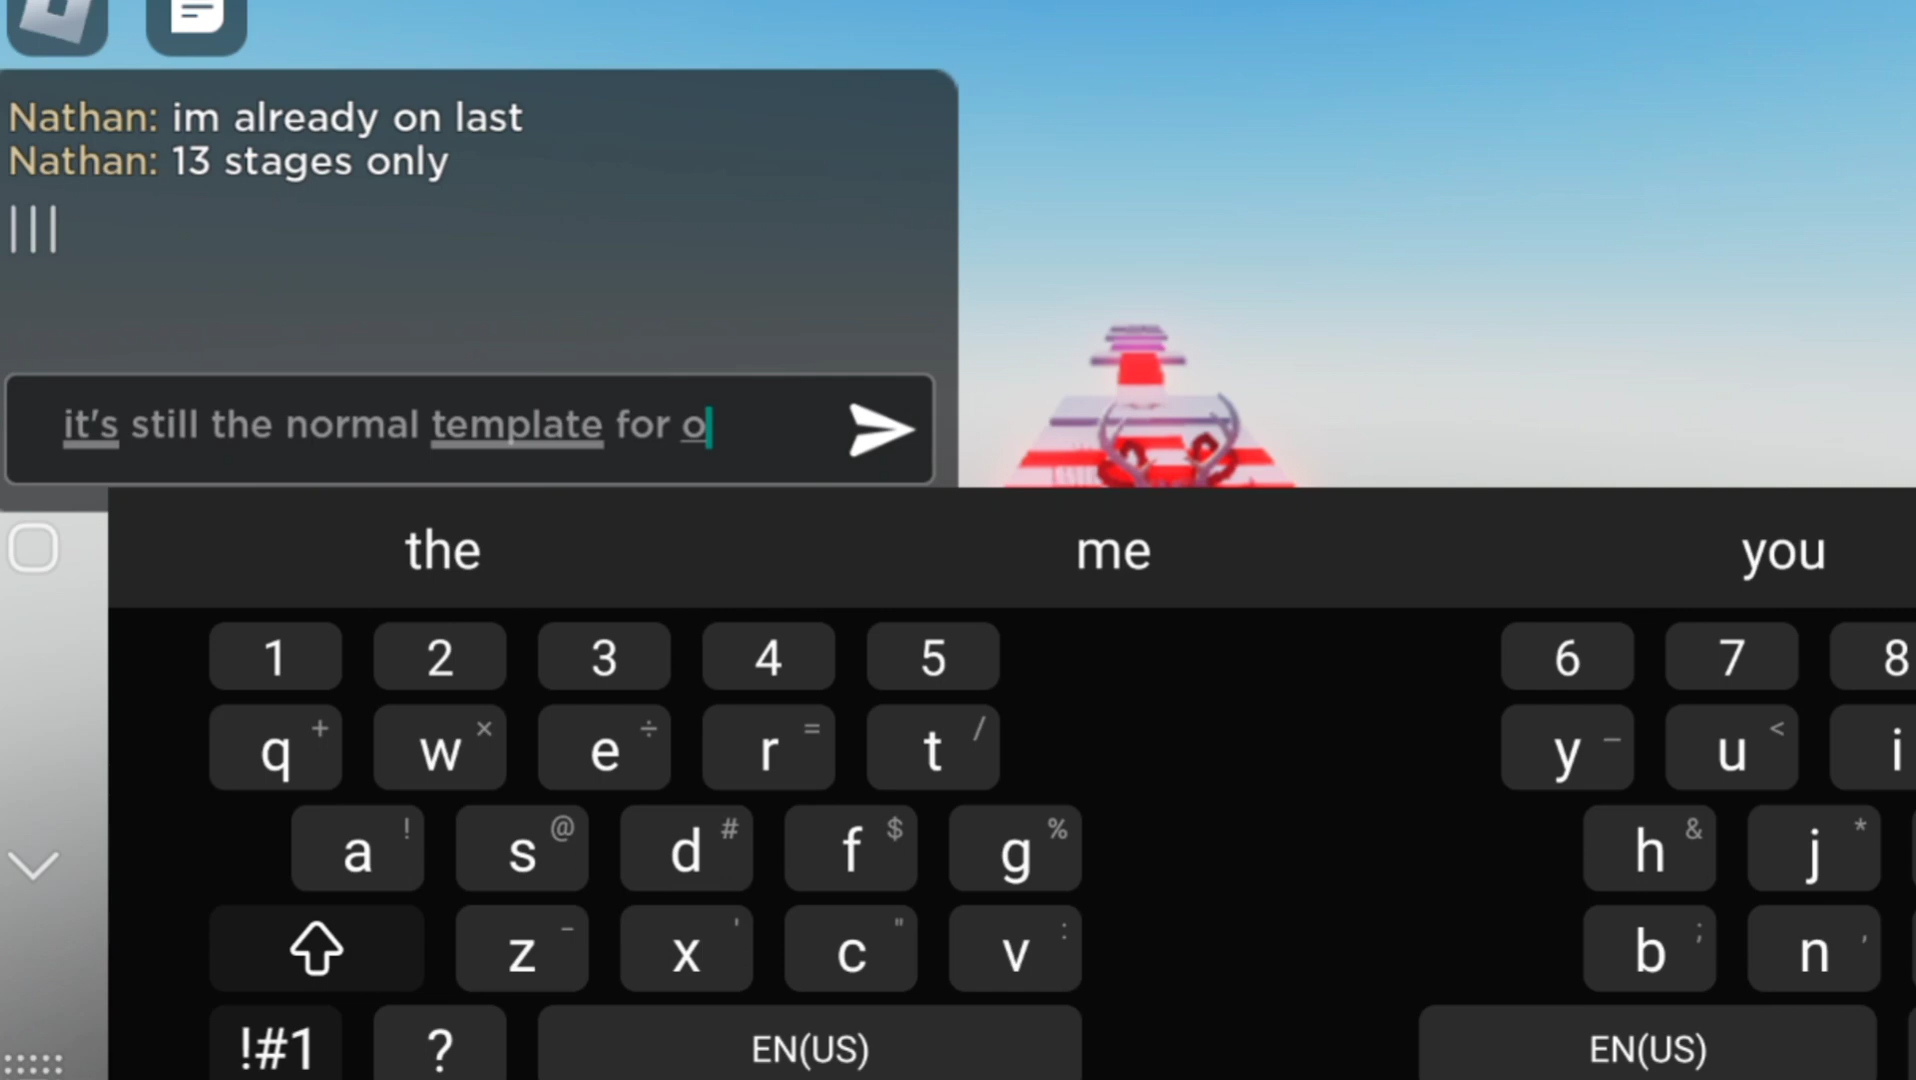 Nathan: im already on last
Nathan: 13 stages only
it's still the normal template for o
the me you
1 2 3 4 5 6 7 8
q + w × e ÷ r = t / y – u < i
a ! s @ d # f $ g % h & j *
z – x ' c " v : b ; n ,
!#1 ? EN(US) EN(US)